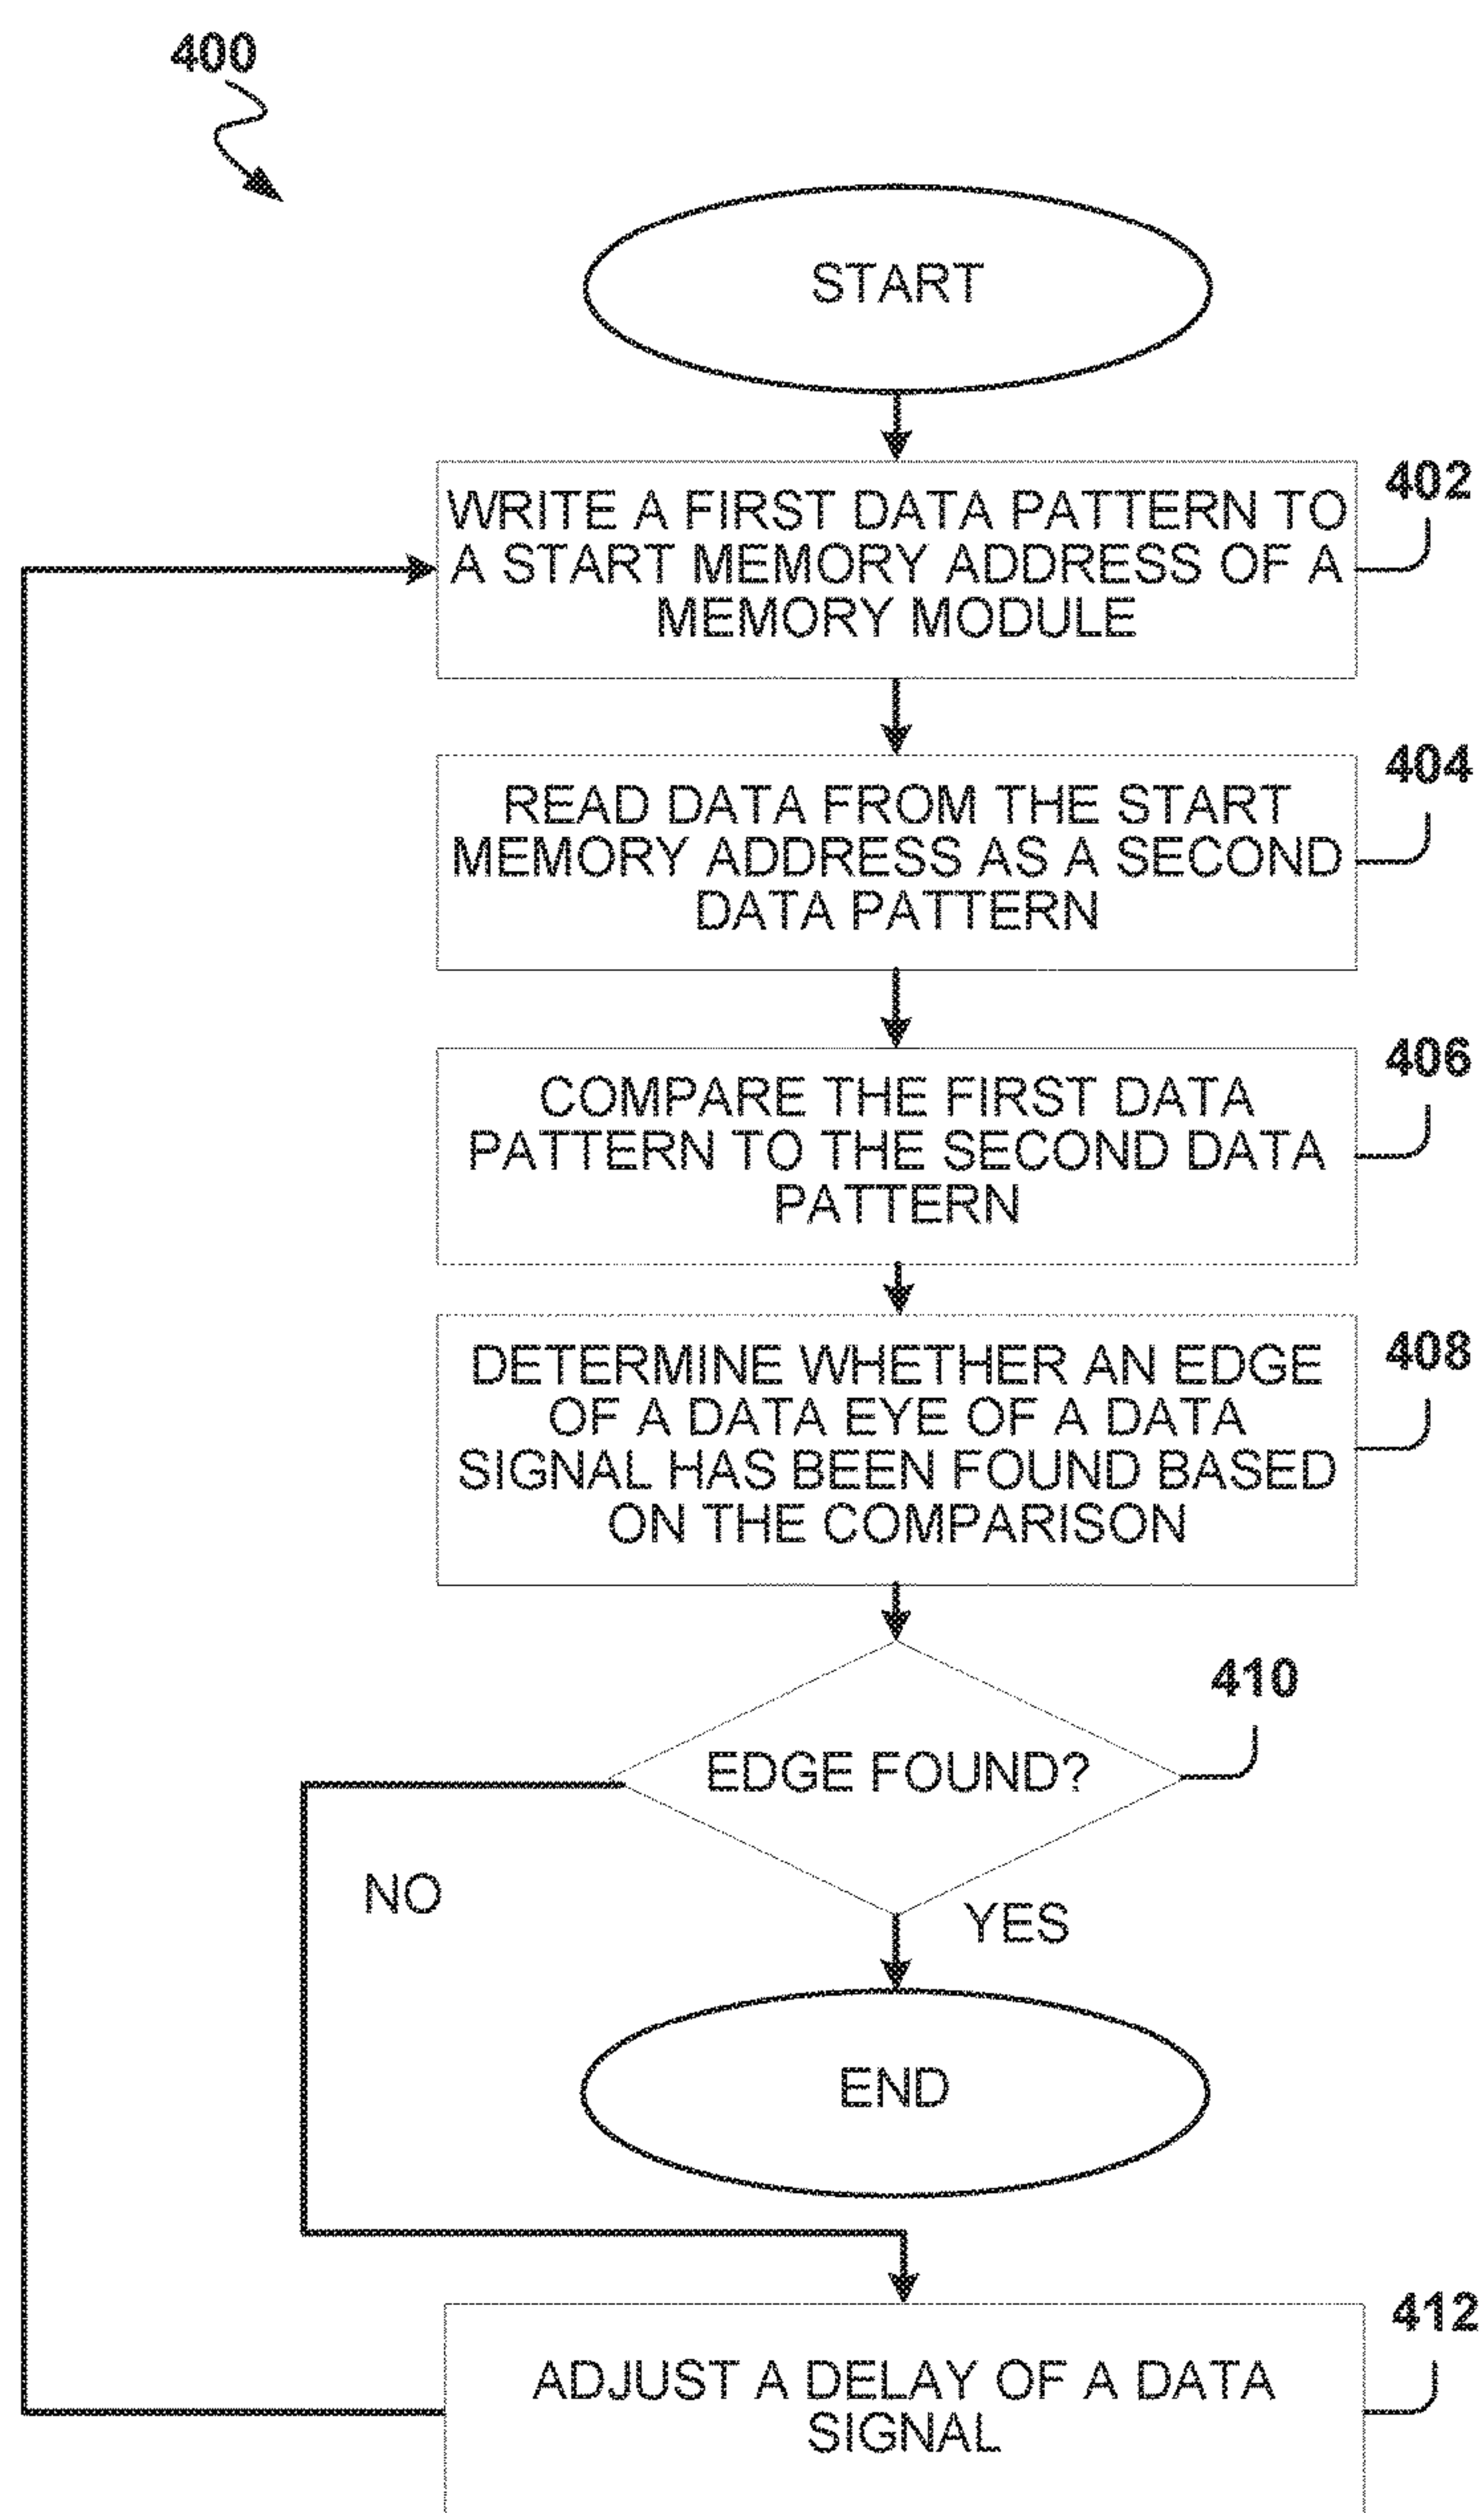 400
START
402
WRITE A FIRST DATA PATTERN TO
A START MEMORY ADDRESS OF A
MEMORY MODULE
404
READ DATA FROM THE START
MEMORY ADDRESS AS A SECOND
DATA PATTERN
406
COMPARE THE FIRST DATA
PATTERN TO THE SECOND DATA
PATTERN
408
DETERMINE WHETHER AN EDGE
OF A DATA EYE OF A DATA
SIGNAL HAS BEEN FOUND BASED
ON THE COMPARISON
410
EDGE FOUND?
NO
YES
END
412
ADJUST A DELAY OF A DATA
SIGNAL